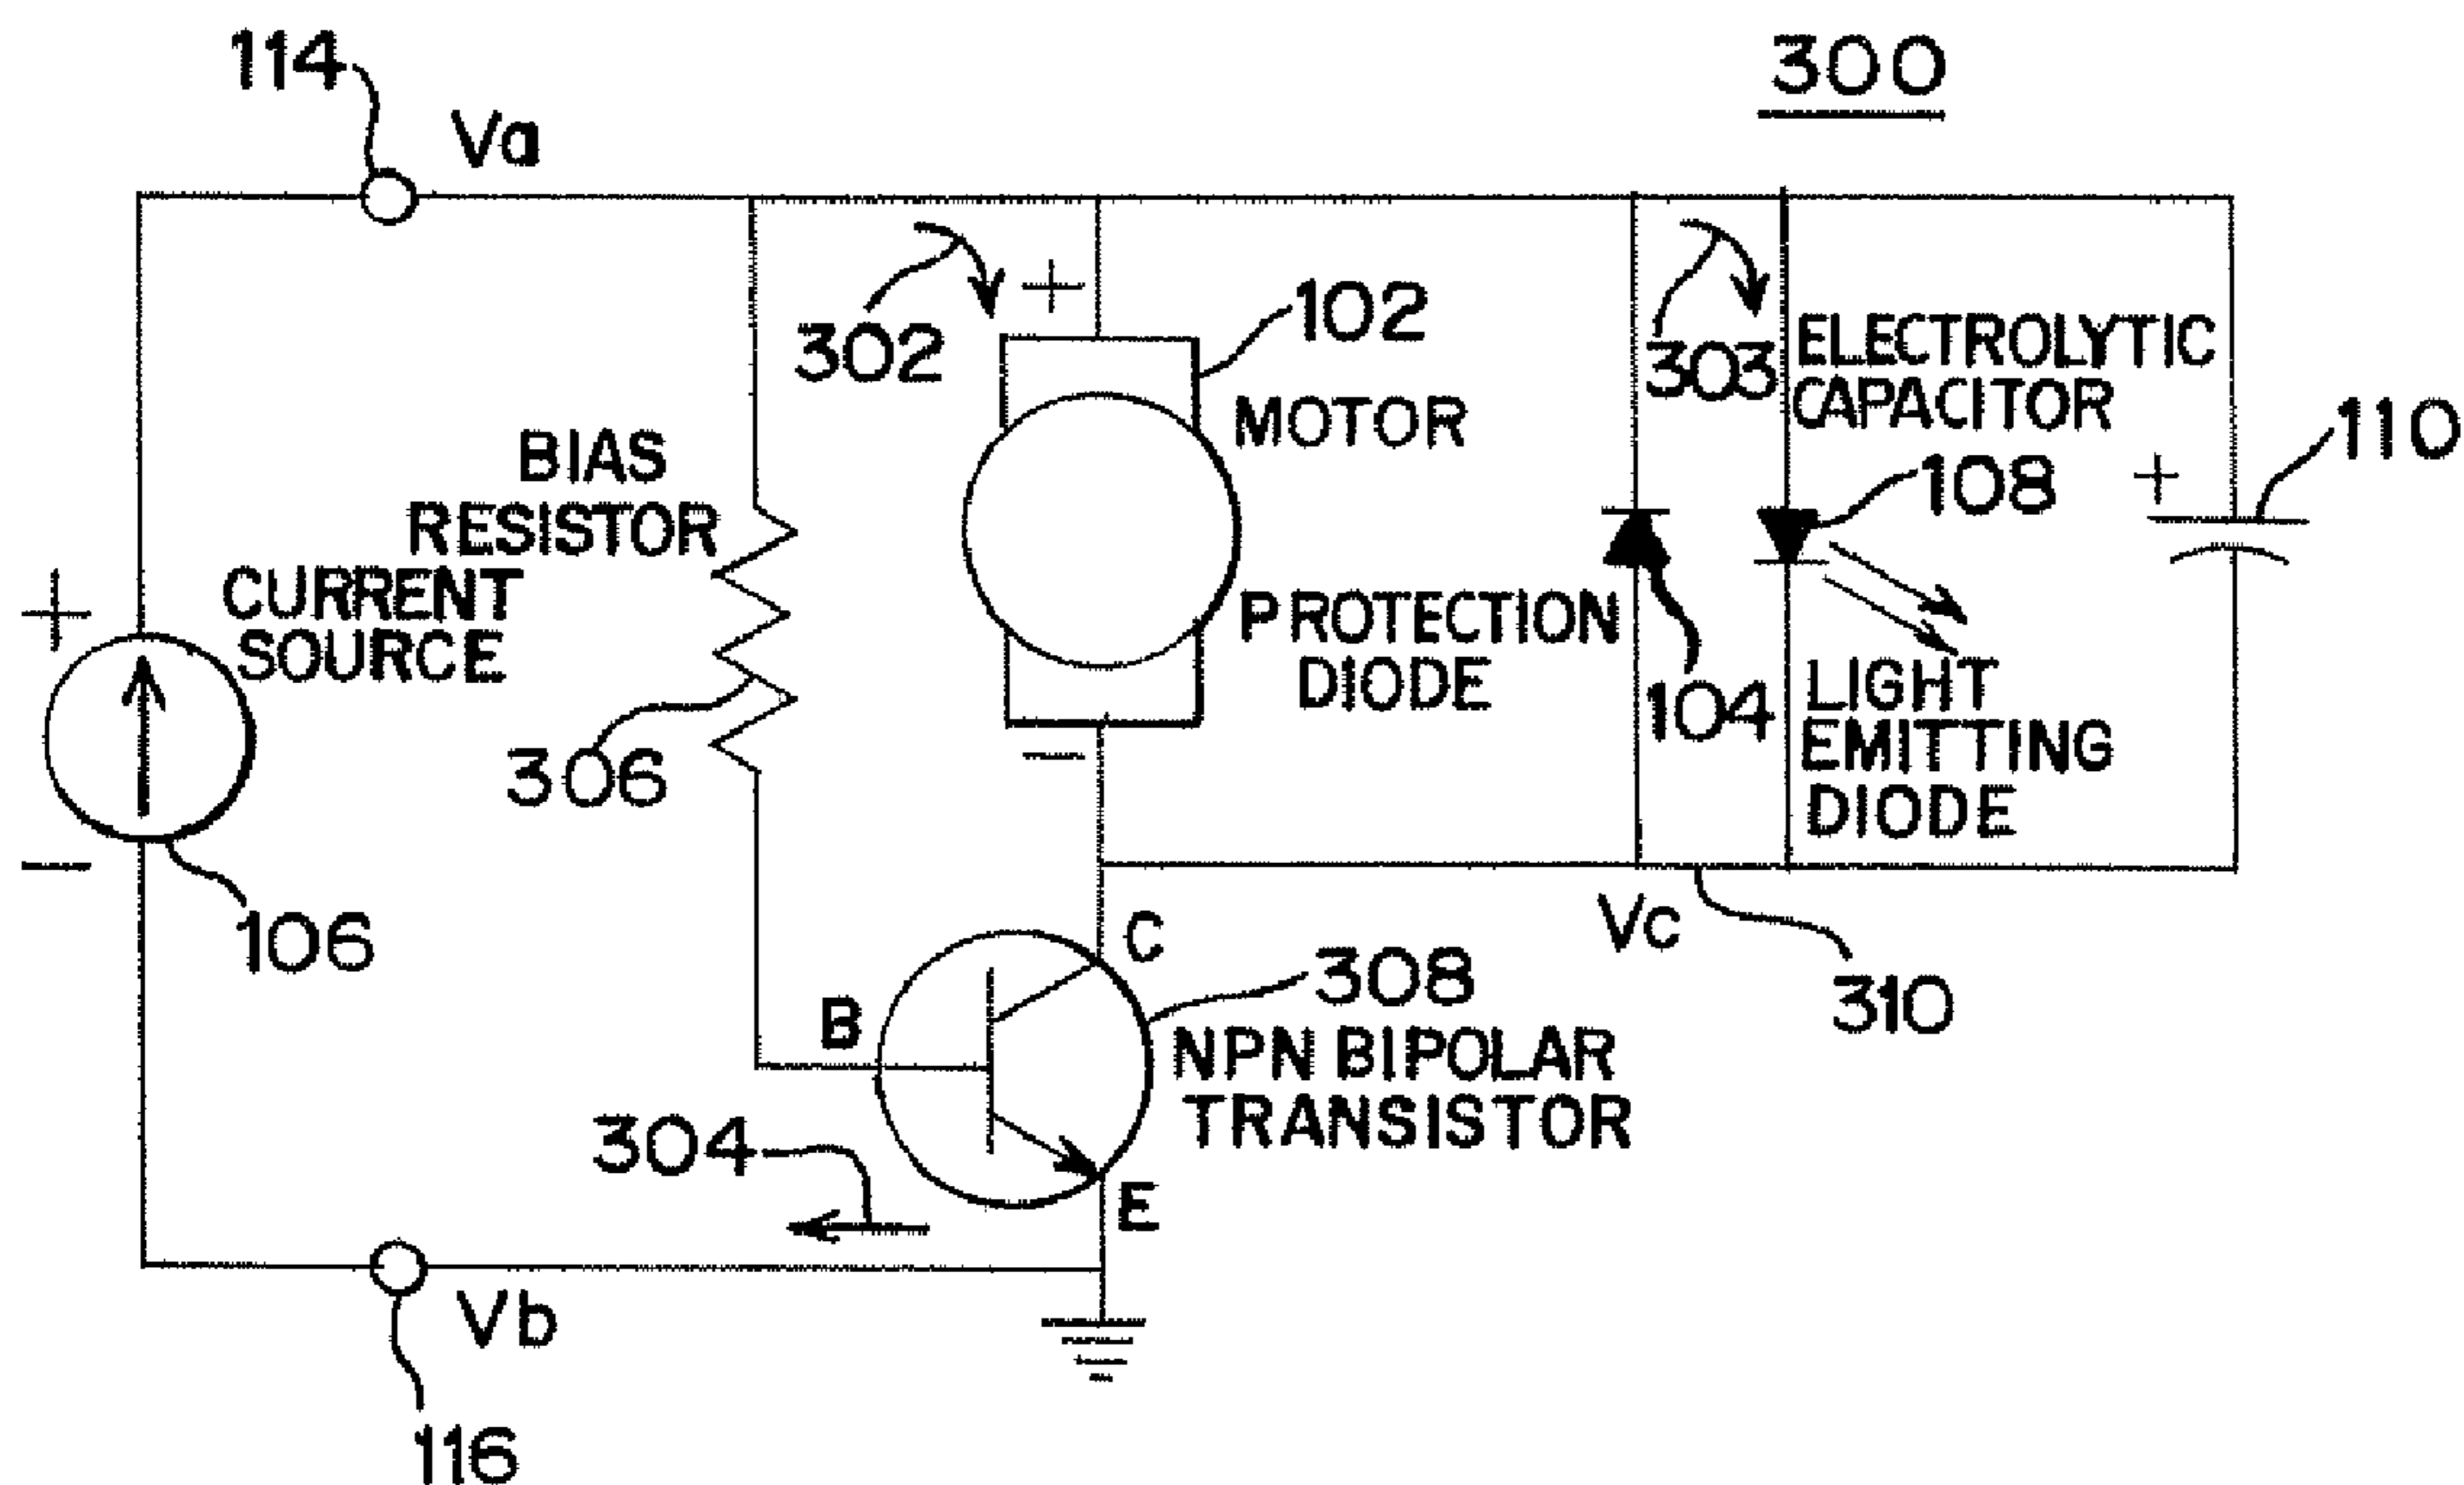 300
114
Va
302
+
102
MOTOR
303
ELECTROLYTIC
CAPACITOR
110
+
108
BIAS
RESISTOR
CURRENT
SOURCE
+
−
106
306
PROTECTION
DIODE
104
LIGHT
EMITTING
DIODE
−
C
Vc
310
B
308
NPN BIPOLAR
TRANSISTOR
304
E
Vb
116